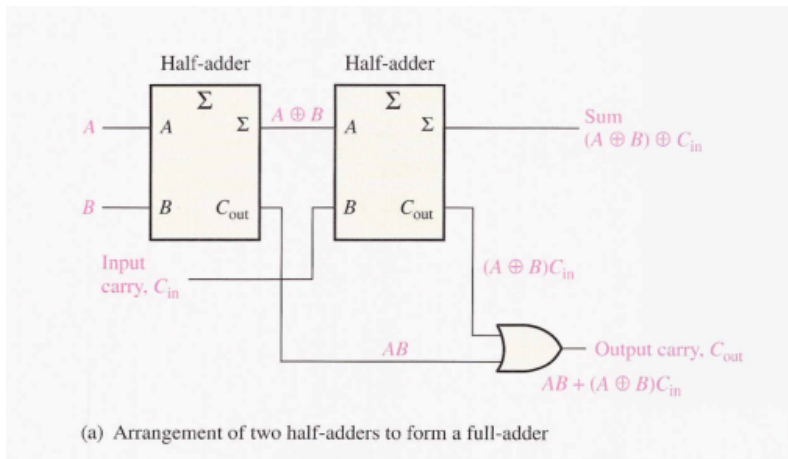 Half-adder
Half-adder
Σ
Σ
A
A
Σ
A ⊕ B
A
Σ
Sum
(A ⊕ B) ⊕ Cin
B
B
Cout
B
Cout
Input
carry, Cin
(A ⊕ B)Cin
AB
Output carry, Cout
AB + (A ⊕ B)Cin
(a) Arrangement of two half-adders to form a full-adder